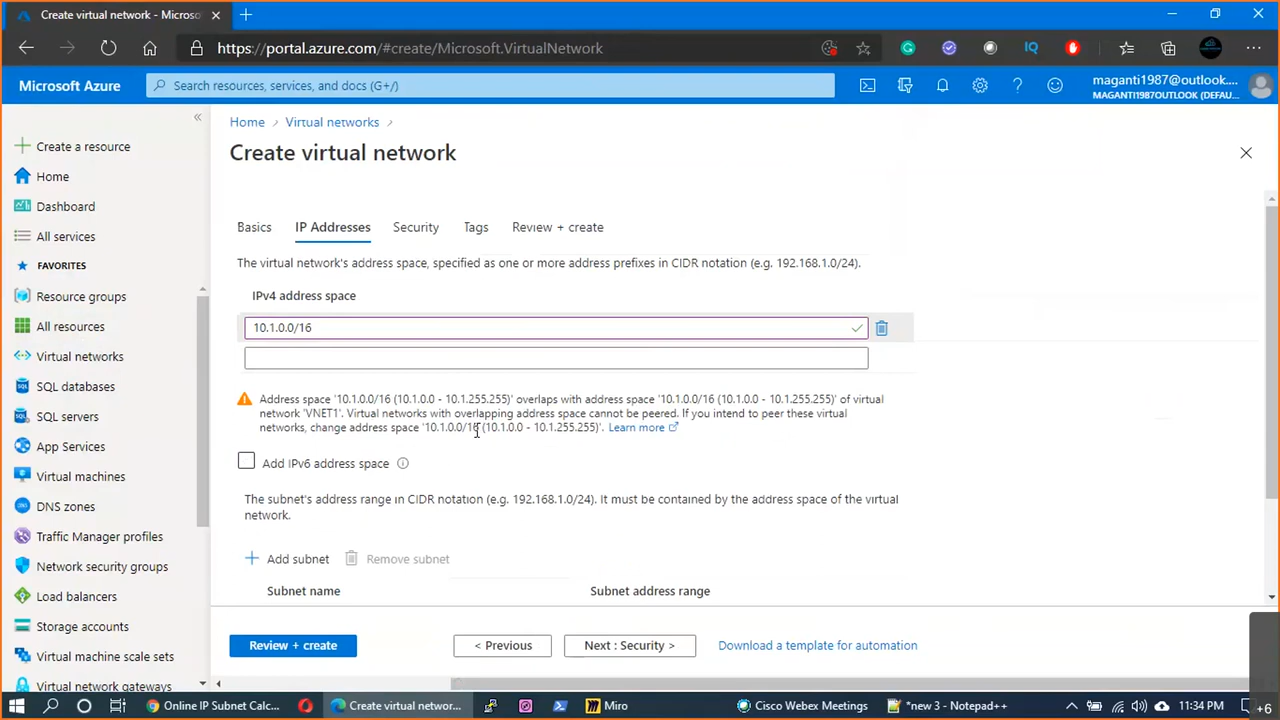 Create virtual network - Microso
https://portal.azure.com/#create/Microsoft.VirtualNetwork
IQ
Microsoft Azure
Search resources, services, and docs (G+/)
maganti1987@outlook....
MAGANTI1987OUTLOOK (DEFAU...
Create a resource
Home
Dashboard
All services
FAVORITES
Resource groups
All resources
Virtual networks
SQL databases
SQL servers
App Services
Virtual machines
DNS zones
Traffic Manager profiles
Network security groups
Load balancers
Storage accounts
Virtual machine scale sets
Virtual network gateways
Home > Virtual networks >
Create virtual network
Basics IP Addresses Security Tags Review + create
The virtual network's address space, specified as one or more address prefixes in CIDR notation (e.g. 192.168.1.0/24).
IPv4 address space
10.1.0.0/16
Address space '10.1.0.0/16 (10.1.0.0 - 10.1.255.255)' overlaps with address space '10.1.0.0/16 (10.1.0.0 - 10.1.255.255)' of virtual
network 'VNET1'. Virtual networks with overlapping address space cannot be peered. If you intend to peer these virtual
networks, change address space '10.1.0.0/16 (10.1.0.0 - 10.1.255.255)'. Learn more
Add IPv6 address space
The subnet's address range in CIDR notation (e.g. 192.168.1.0/24). It must be contained by the address space of the virtual
network.
Add subnet Remove subnet
Subnet name Subnet address range
Review + create < Previous Next : Security > Download a template for automation
Online IP Subnet Calc... Create virtual networ... Miro Cisco Webex Meetings *new 3 - Notepad++ 11:34 PM +6